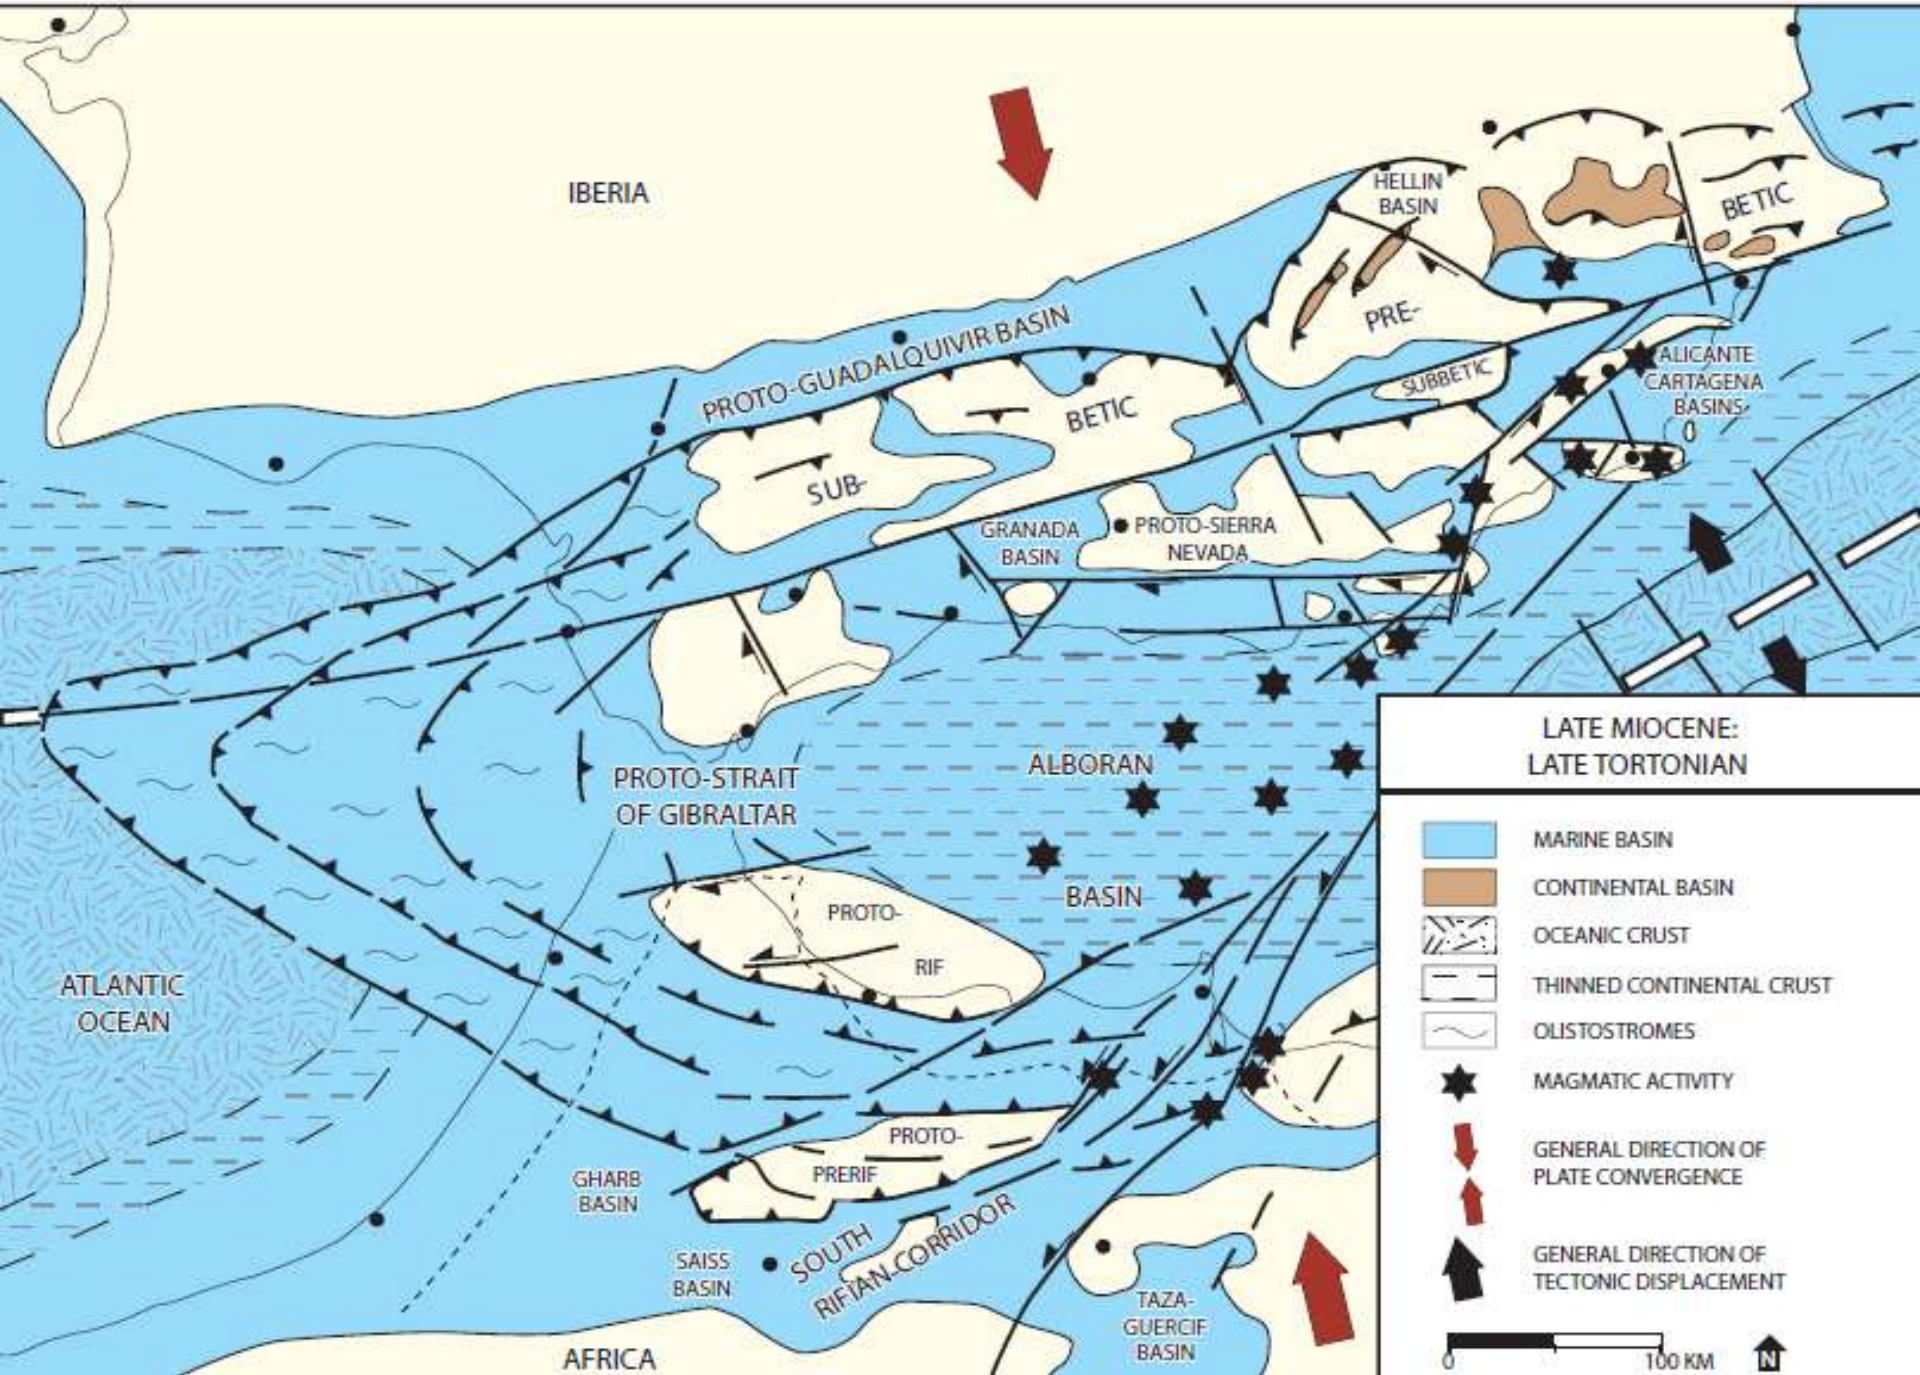 IBERIA
HELLIN
BASIN
BETIC
PRE-
PROTO-GUADALQUIVIR BASIN
SUBBETIC
ALICANTE
CARTAGENA
BASINS
BETIC
SUB-
GRANADA
BASIN
PROTO-SIERRA
NEVADA
PROTO-STRAIT
OF GIBRALTAR
ALBORAN
BASIN
PROTO-
RIF
ATLANTIC
OCEAN
PROTO-
PRERIF
GHARB
BASIN
SAISS
BASIN
SOUTH
RIFIAN-CORRIDOR
TAZA-
GUERCIF
BASIN
AFRICA
LATE MIOCENE:
LATE TORTONIAN
MARINE BASIN
CONTINENTAL BASIN
OCEANIC CRUST
THINNED CONTINENTAL CRUST
OLISTOSTROMES
MAGMATIC ACTIVITY
GENERAL DIRECTION OF
PLATE CONVERGENCE
GENERAL DIRECTION OF
TECTONIC DISPLACEMENT
0 100 KM N